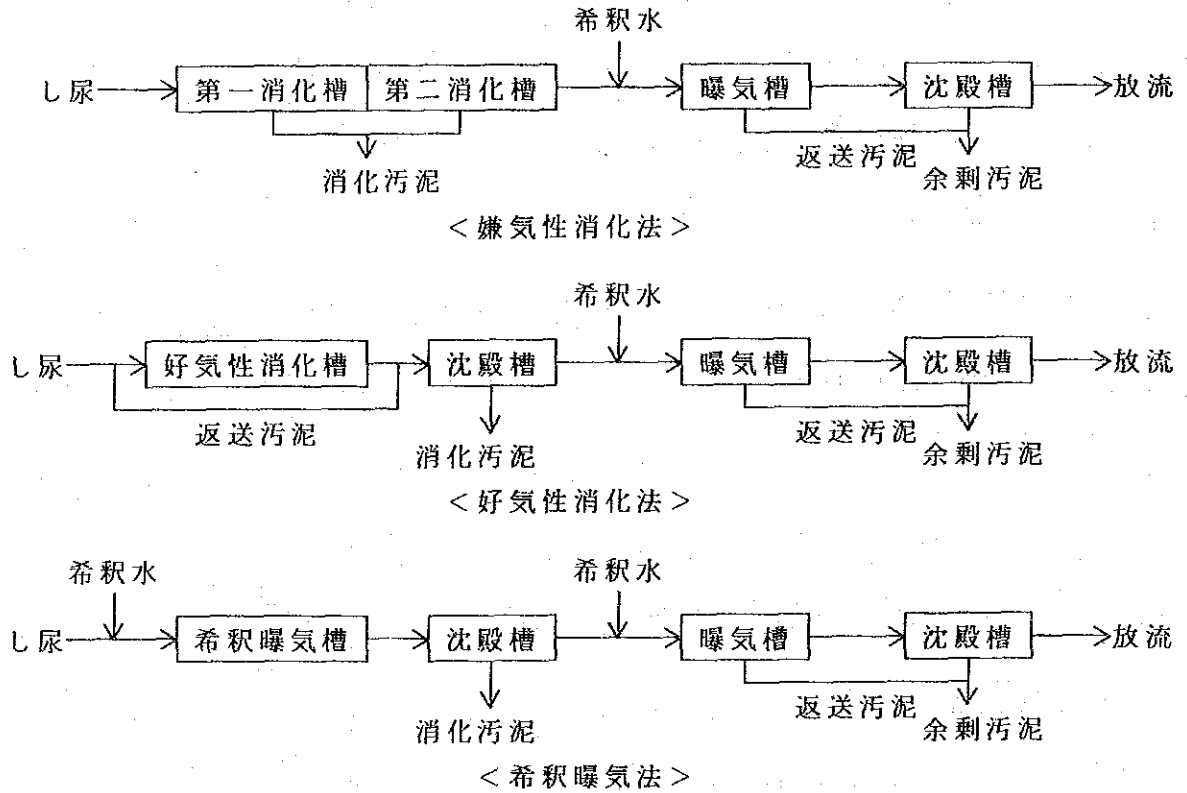 希釈水
し尿 第一消化槽 第二消化槽 曝気槽 沈殿槽 放流
返送汚泥
消化汚泥 余剰汚泥
<嫌気性消化法>
希釈水
し尿 好気性消化槽 沈殿槽 曝気槽 沈殿槽 放流
返送汚泥 返送汚泥
消化汚泥 余剰汚泥
<好気性消化法>
希釈水 希釈水
し尿 希釈曝気槽 沈殿槽 曝気槽 沈殿槽 放流
返送汚泥
消化汚泥 余剰汚泥
<希釈曝気法>